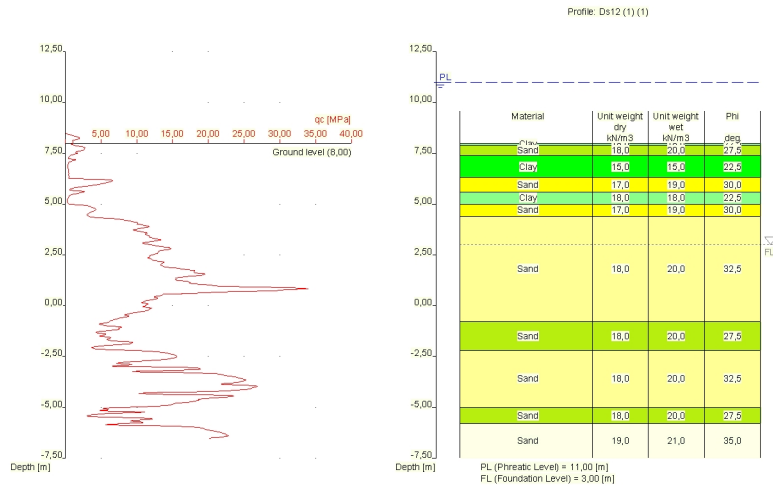 Profile: Ds12 (1) (1)
12,50
10,00
qc [MPa]
5,00 10,00 15,00 20,00 25,00 30,00 35,00 40,00
7,50
Ground level (8,00)
5,00
2,50
0,00
-2,50
-5,00
-7,50
Depth [m]
12,50
PL
10,00
7,50
5,00
2,50
0,00
-2,50
-5,00
-7,50
Depth [m]
Material Unit weight dry kN/m3 Unit weight wet kN/m3 Phi deg
Clay
Sand 18,0 20,0 27,5
Clay 15,0 15,0 22,5
Sand 17,0 19,0 30,0
Clay 18,0 18,0 22,5
Sand 17,0 19,0 30,0
FL
Sand 18,0 20,0 32,5
Sand 18,0 20,0 27,5
Sand 18,0 20,0 32,5
Sand 18,0 20,0 27,5
Sand 19,0 21,0 35,0
PL (Phreatic Level) = 11,00 [m]
FL (Foundation Level) = 3,00 [m]